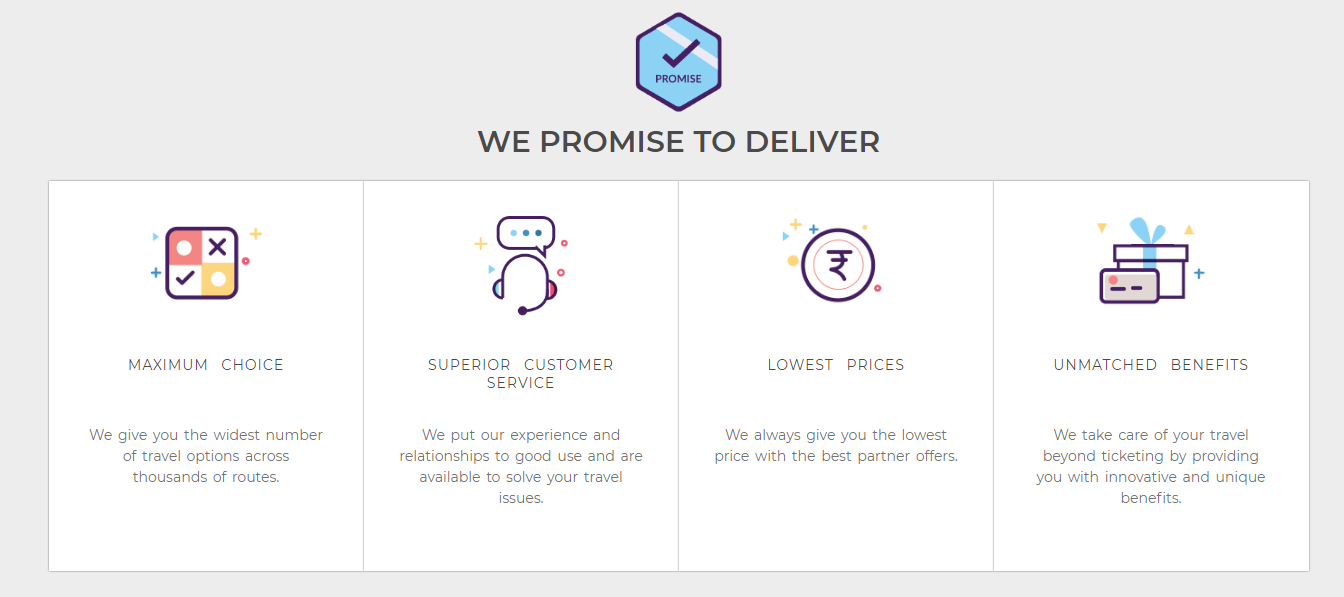 PROMISE
WE PROMISE TO DELIVER
MAXIMUM CHOICE
We give you the widest number
of travel options across
thousands of routes.
SUPERIOR CUSTOMER
SERVICE
We put our experience and
relationships to good use and are
available to solve your travel
issues.
₹
LOWEST PRICES
We always give you the lowest
price with the best partner offers.
UNMATCHED BENEFITS
We take care of your travel
beyond ticketing by providing
you with innovative and unique
benefits.